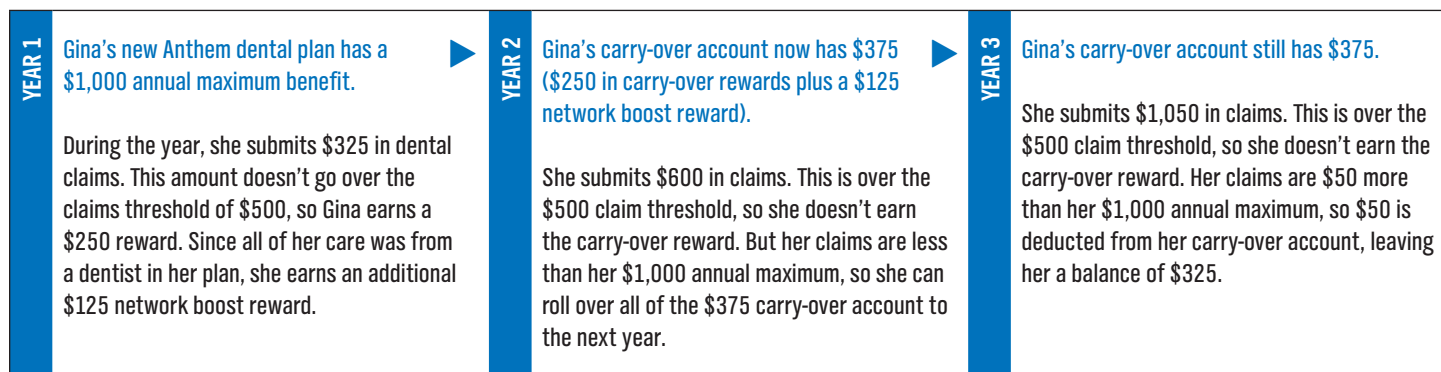 YEAR 1
Gina's new Anthem dental plan has a
$1,000 annual maximum benefit.
During the year, she submits $325 in dental
claims. This amount doesn't go over the
claims threshold of $500, so Gina earns a
$250 reward. Since all of her care was from
a dentist in her plan, she earns an additional
$125 network boost reward.
YEAR 2
Gina's carry-over account now has $375
($250 in carry-over rewards plus a $125
network boost reward).
She submits $600 in claims. This is over the
$500 claim threshold, so she doesn't earn
the carry-over reward. But her claims are less
than her $1,000 annual maximum, so she can
roll over all of the $375 carry-over account to
the next year.
YEAR 3
Gina's carry-over account still has $375.
She submits $1,050 in claims. This is over the
$500 claim threshold, so she doesn't earn the
carry-over reward. Her claims are $50 more
than her $1,000 annual maximum, so $50 is
deducted from her carry-over account, leaving
her a balance of $325.